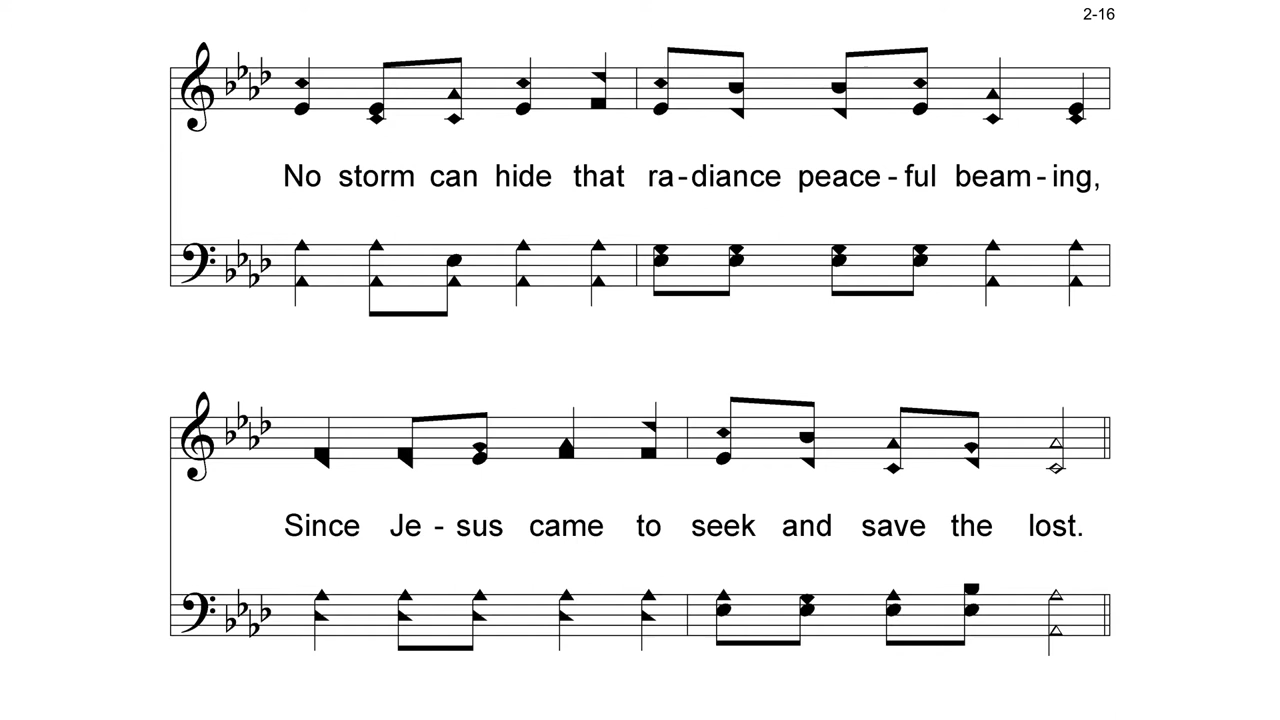 2-16
No storm can hide that ra-diance peace-ful beam-ing,
Since Je-sus came to seek and save the lost.